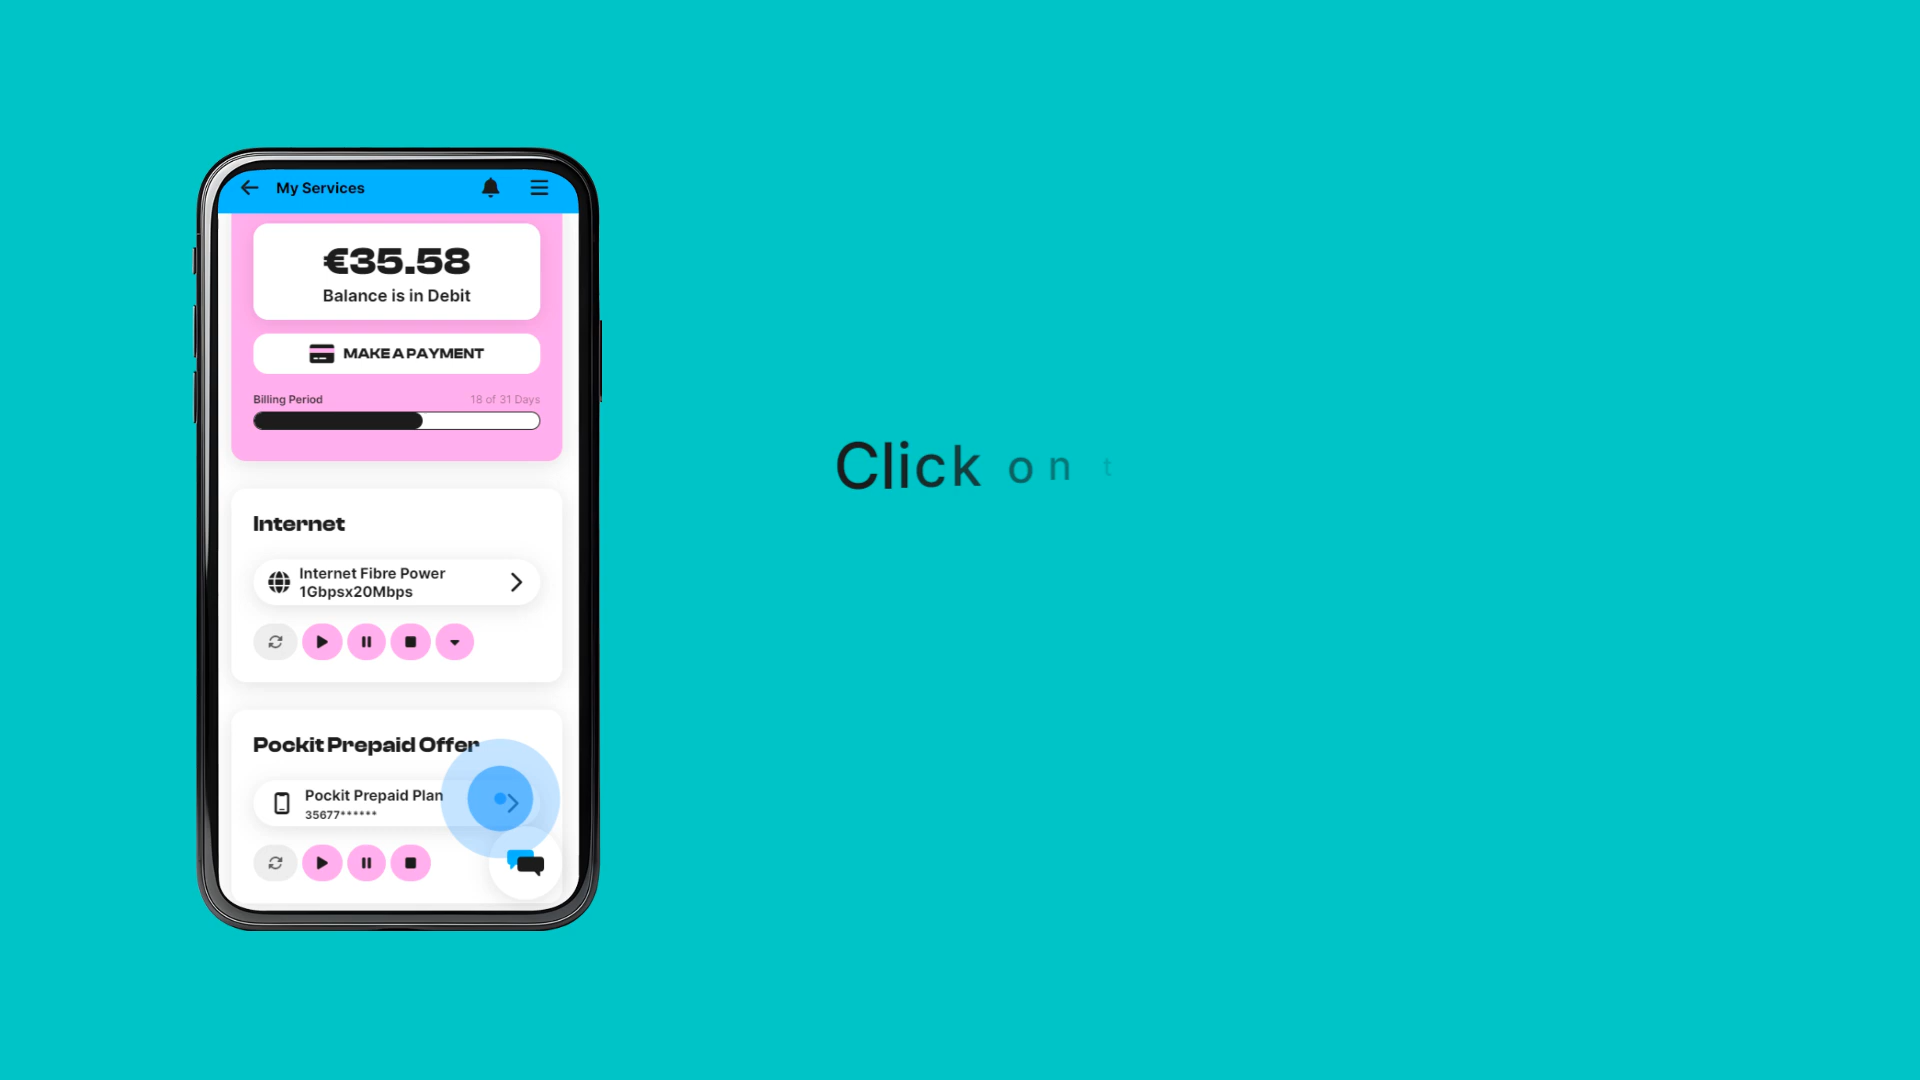 My Services
€35.58
Balance is in Debit
MAKE A PAYMENT
Billing Period
18 of 31 Days
Internet
Internet Fibre Power
1Gbpsx20Mbps
Pockit Prepaid Offer
Pockit Prepaid Plan
35677******
Click on t